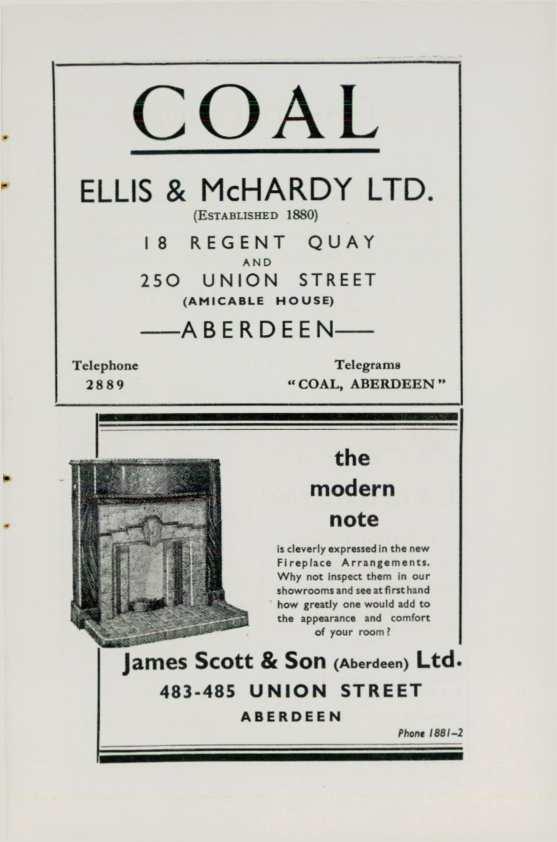 COAL
ELLIS & McHARDY LTD.
(ESTABLISHED 1880)
18 REGENT QUAY
AND
250 UNION STREET
(AMICABLE HOUSE)
—ABERDEEN—
Telephone
2889
Telegrams
"COAL, ABERDEEN"
the
modern
note
is cleverly expressed in the new
Fireplace Arrangements.
Why not inspect them in our
showrooms and see at first hand
how greatly one would add to
the appearance and comfort
of your room?
James Scott & Son (Aberdeen) Ltd.
483-485 UNION STREET
ABERDEEN
Phone 1881-2